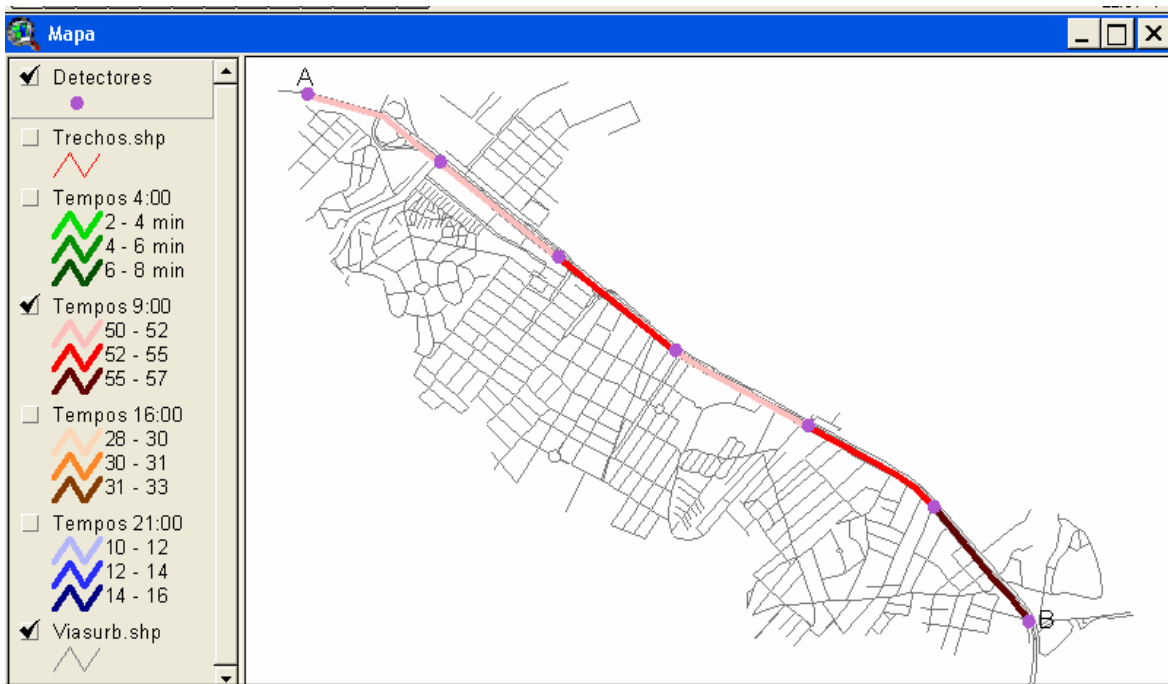 Mapa
Detectores
Trechos.shp
Tempos 4:00
2 - 4 min
4 - 6 min
6 - 8 min
Tempos 9:00
50 - 52
52 - 55
55 - 57
Tempos 16:00
28 - 30
30 - 31
31 - 33
Tempos 21:00
10 - 12
12 - 14
14 - 16
Viasurb.shp
A
B